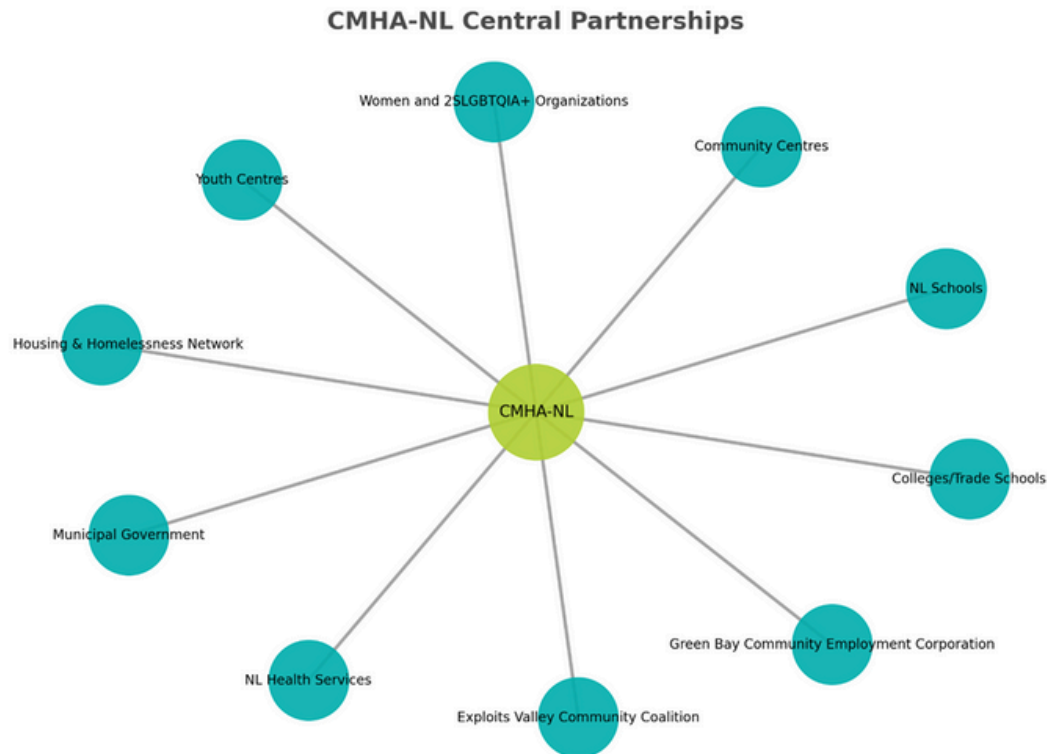 CMHA-NL Central Partnerships
Women and 2SLGBTQIA+ Organizations
Community Centres
Youth Centres
NL Schools
Housing & Homelessness Network
CMHA-NL
Colleges/Trade Schools
Municipal Government
Green Bay Community Employment Corporation
NL Health Services
Exploits Valley Community Coalition